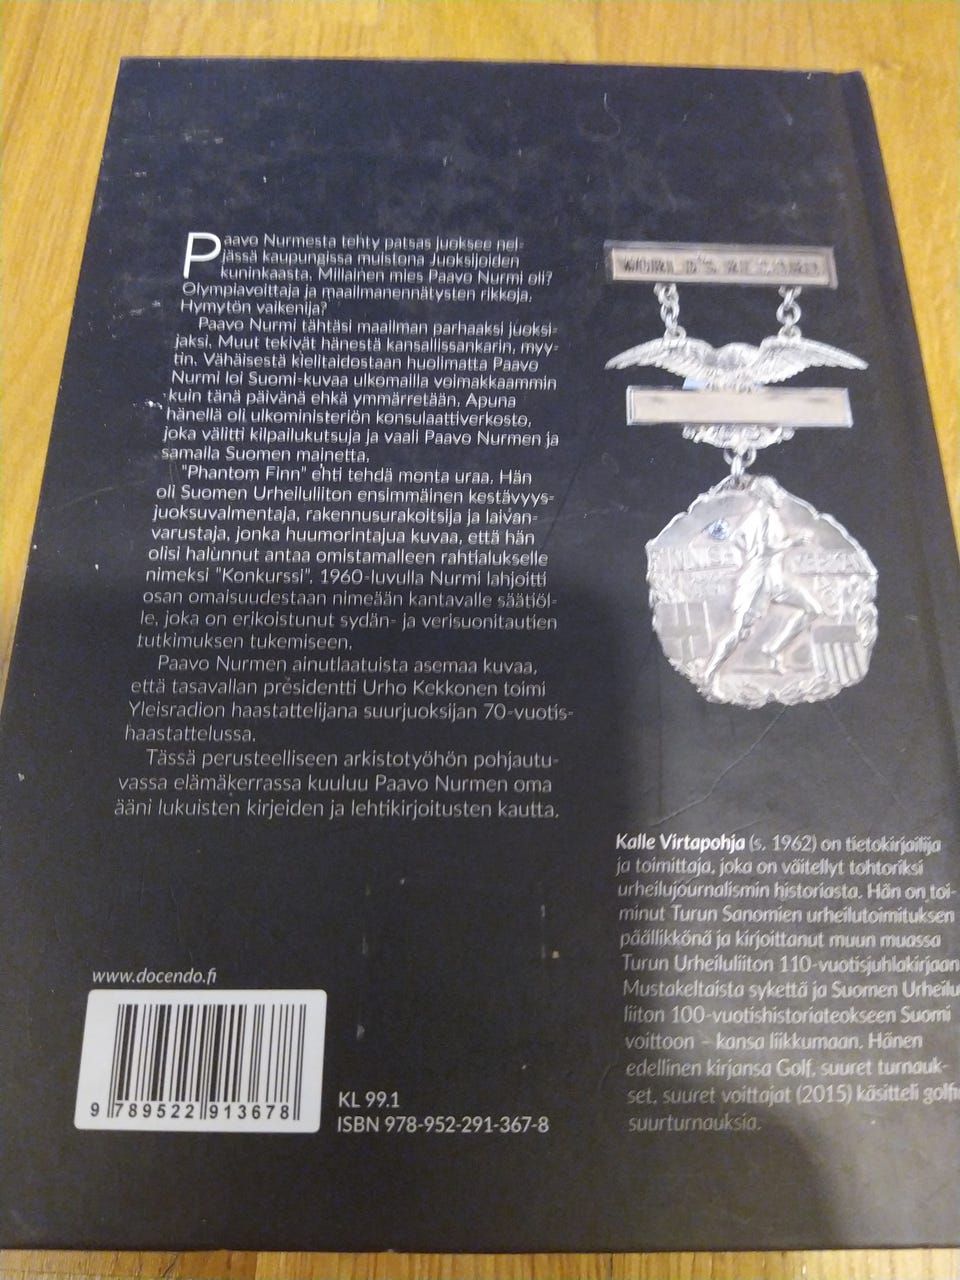 Paavo Nurmesta tehty patsas juoksee nel-
jässä kaupungissa muistona Juoksijoiden
kuninkaasta. Millainen mies Paavo Nurmi oli?
Olympiavoittaja ja maailmanennätysten rikkoja.
Hymytön vaikenija?
Paavo Nurmi tähtäsi maailman parhaaksi juoksi-
jaksi. Muut tekivät hänestä kansallissankarin, myy-
tin. Vähäisestä kielitaidostaan huolimatta Paavo
Nurmi loi Suomi-kuvaa ulkomailla voimakkaammin
kuin tänä päivänä ehkä ymmärretään. Apuna
hänellä oli ulkoministeriön konsulaattiverkosto,
joka välitti kilpailukutsuja ja vaali Paavo Nurmen ja
samalla Suomen mainetta.
"Phantom Finn" ehti tehdä monta uraa. Hän
oli Suomen Urheiluliiton ensimmäinen kestävyys-
juoksuvalmentaja, rakennusurakoitsija ja laivan-
varustaja, jonka huumorintajua kuvaa, että hän
olisi halunnut antaa omistamalleen rahtialukselle
nimeksi "Konkurssi". 1960-luvulla Nurmi lahjoitti
osan omaisuudestaan nimeään kantavalle säätiöl-
le, joka on erikoistunut sydän- ja verisuonitautien
tutkimuksen tukemiseen.
Paavo Nurmen ainutlaatuista asemaa kuvaa,
että tasavallan presidentti Urho Kekkonen toimi
Yleisradion haastattelijana suurjuoksijan 70-vuotis-
haastattelussa.
Tässä perusteelliseen arkistotyöhön pohjautu-
vassa elämäkerrassa kuuluu Paavo Nurmen oma
ääni lukuisten kirjeiden ja lehtikirjoitusten kautta.
WORLD'S RECORD
Kalle Virtapohja (s. 1962) on tietokirjailija
ja toimittaja, joka on väitellyt tohtoriksi
urheilujournalismin historiasta. Hän on toi-
minut Turun Sanomien urheilutoimituksen
päällikkönä ja kirjoittanut muun muassa
Turun Urheiluliiton 110-vuotisjuhlakirjaan
Mustakeltaista sykettä ja Suomen Urheilu
liiton 100-vuotishistoriateokseen Suomi
voittoon – kansa liikkumaan. Hänen
edellinen kirjansa Golf, suuret turnauk-
set, suuret voittajat (2015) käsitteli golfin
suurturnauksia.
www.docendo.fi
9 789522 913678
KL 99.1
ISBN 978-952-291-367-8